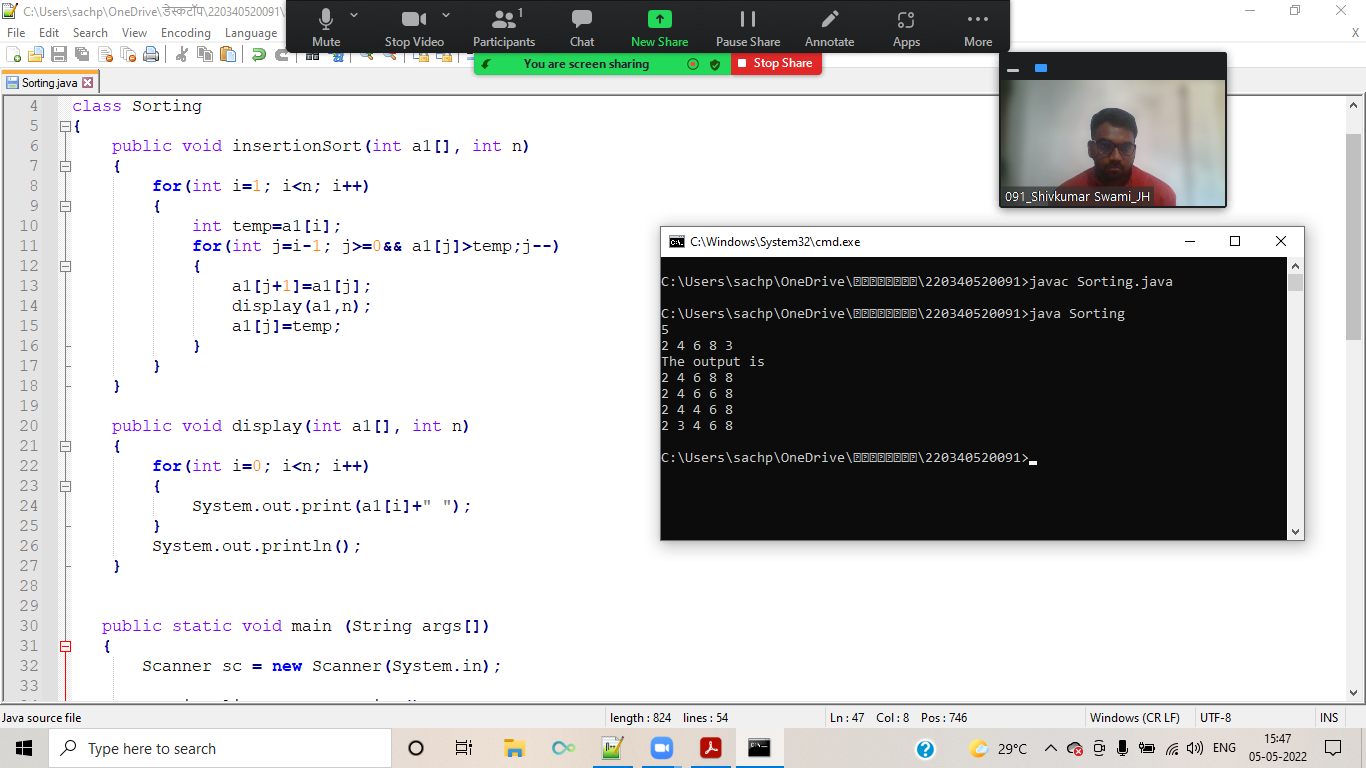 C:\Users\sachp\OneDrive\डेस्कटॉप\220340520091\
File Edit Search View Encoding Language
X
Mute
Stop Video
1
Participants
Chat
New Share
Pause Share
Annotate
Apps
More
You are screen sharing
Stop Share
Sorting.java
091_Shivkumar Swami_JH
4 class Sorting
5 {
6 public void insertionSort(int a1[], int n)
7 {
8 for(int i=1; i<n; i++)
9 {
10 int temp=a1[i];
11 for(int j=i-1; j>=0&& a1[j]>temp;j--)
12 {
13 a1[j+1]=a1[j];
14 display(a1,n);
15 a1[j]=temp;
16 }
17 }
18 }
19
20 public void display(int a1[], int n)
21 {
22 for(int i=0; i<n; i++)
23 {
24 System.out.print(a1[i]+" ");
25 }
26 System.out.println();
27 }
28
29
30 public static void main (String args[])
31 {
32 Scanner sc = new Scanner(System.in);
33
C:\Windows\System32\cmd.exe
C:\Users\sachp\OneDrive\⍰⍰⍰⍰⍰⍰⍰⍰\220340520091>javac Sorting.java
C:\Users\sachp\OneDrive\⍰⍰⍰⍰⍰⍰⍰⍰\220340520091>java Sorting
5
2 4 6 8 3
The output is
2 4 6 8 8
2 4 6 6 8
2 4 4 6 8
2 3 4 6 8
C:\Users\sachp\OneDrive\⍰⍰⍰⍰⍰⍰⍰⍰\220340520091>
Java source file
length : 824 lines : 54
Ln : 47 Col : 8 Pos : 746
Windows (CR LF)
UTF-8
INS
Type here to search
29°C
ENG
15:47
05-05-2022